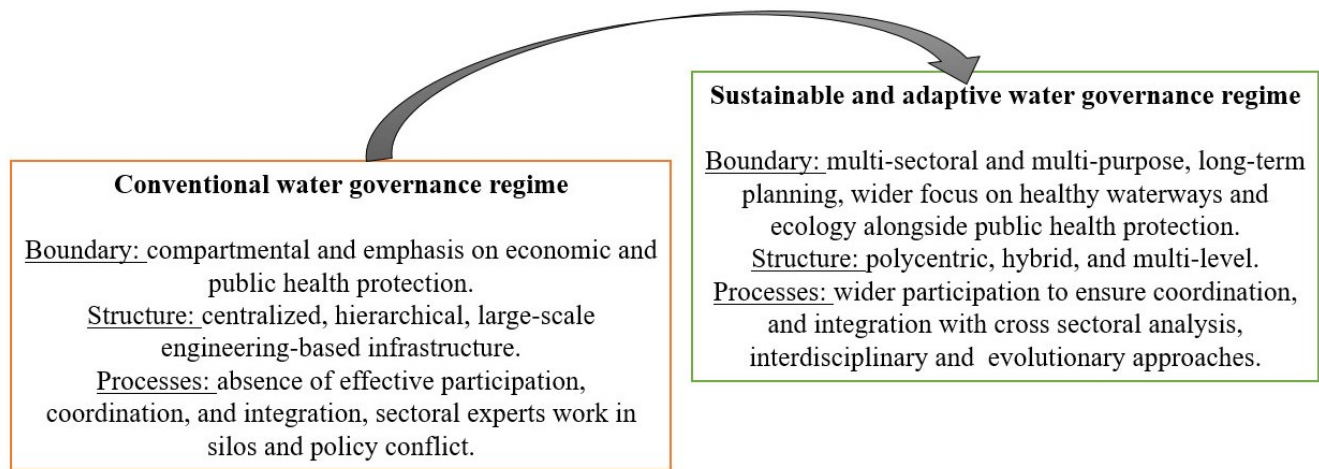 Conventional water governance regime
Boundary: compartmental and emphasis on economic and
public health protection.
Structure: centralized, hierarchical, large-scale
engineering-based infrastructure.
Processes: absence of effective participation,
coordination, and integration, sectoral experts work in
silos and policy conflict.
Sustainable and adaptive water governance regime
Boundary: multi-sectoral and multi-purpose, long-term
planning, wider focus on healthy waterways and
ecology alongside public health protection.
Structure: polycentric, hybrid, and multi-level.
Processes: wider participation to ensure coordination,
and integration with cross sectoral analysis,
interdisciplinary and evolutionary approaches.